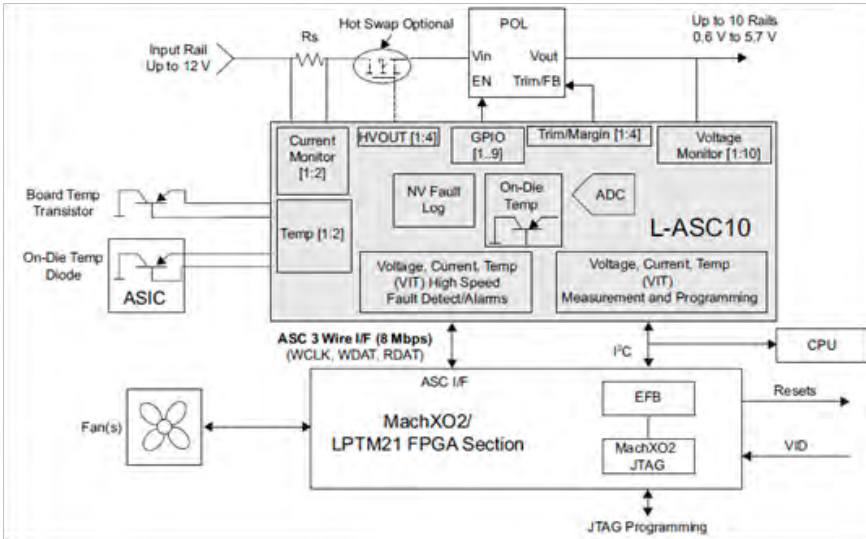 Hot Swap Optional
POL
Up to 10 Rails
0.6 V to 5.7 V
Input Rail
Up to 12 V
Rs
Vin
Vout
EN
Trim/FB
Current
Monitor
[1:2]
HVOUT [1:4]
GPIO
[1..9]
Trim/Margin [1:4]
Voltage
Monitor [1:10]
Board Temp
Transistor
NV Fault
Log
On-Die
Temp
ADC
Temp [1:2]
L-ASC10
On-Die Temp
Diode
ASIC
Voltage, Current, Temp
(VIT) High Speed
Fault Detect/Alarms
Voltage, Current, Temp
(VIT)
Measurement and Programming
ASC 3 Wire I/F (8 Mbps)
(WCLK, WDAT, RDAT)
I²C
CPU
ASC I/F
EFB
Resets
Fan(s)
MachXO2/
LPTM21 FPGA Section
MachXO2
JTAG
VID
JTAG Programming